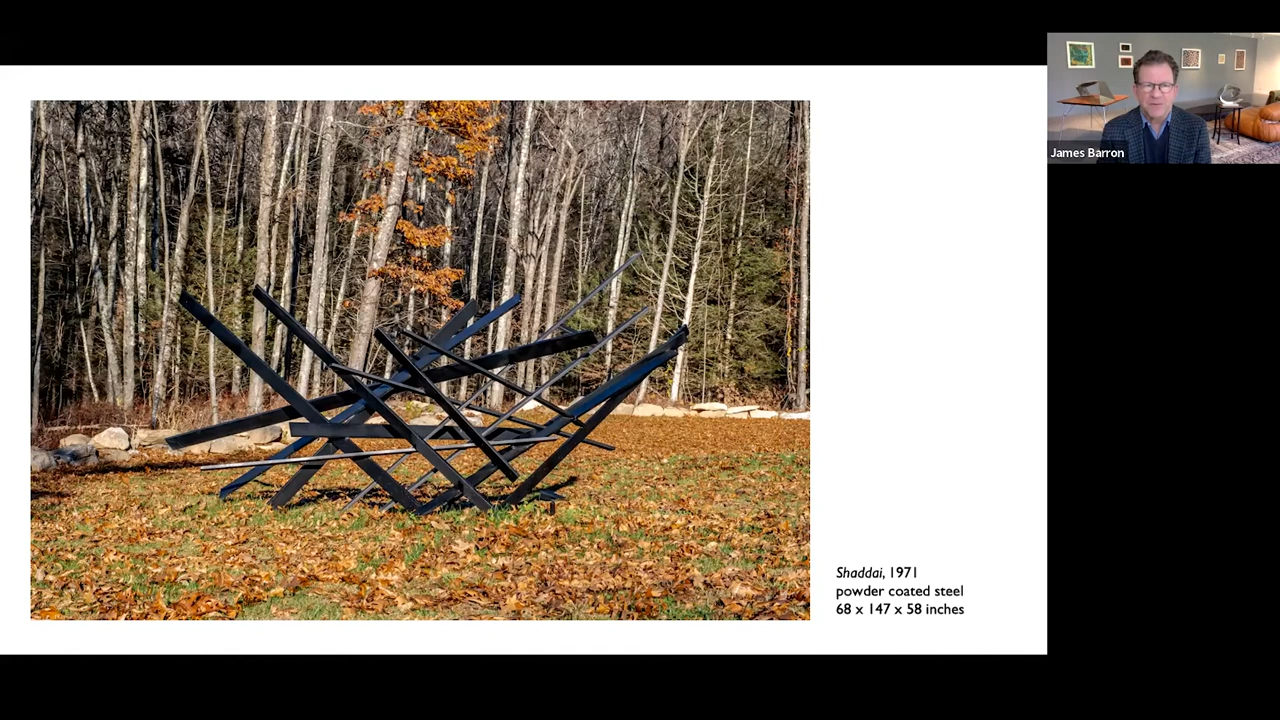 James Barron
Shaddai, 1971
powder coated steel
68 x 147 x 58 inches